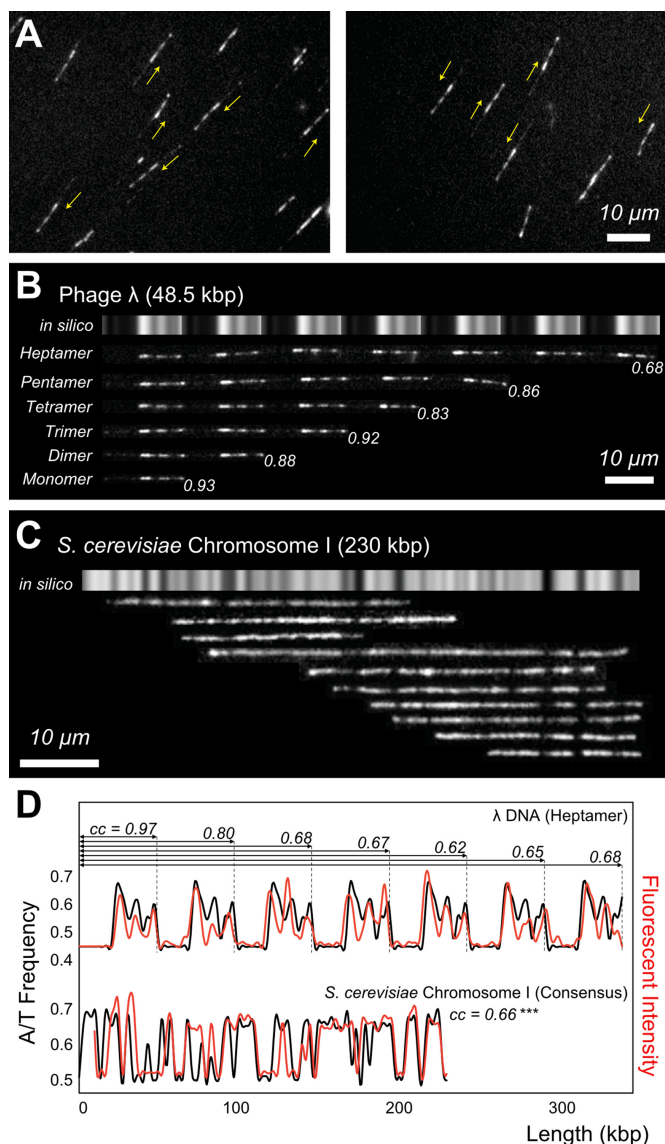 A
10 µm
B Phage λ (48.5 kbp)
in silico
Heptamer
0.68
Pentamer
0.86
Tetramer
0.83
Trimer
0.92
Dimer
0.88
Monomer
0.93
10 µm
C S. cerevisiae Chromosome I (230 kbp)
in silico
10 µm
D
λ DNA (Heptamer)
cc = 0.97 0.80 0.68 0.67 0.62 0.65 0.68
0.7
0.6
0.5
0.4
S. cerevisiae Chromosome I (Consensus)
cc = 0.66 ***
0.7
0.6
0.5
A/T Frequency
Fluorescent Intensity
0 100 200 300
Length (kbp)